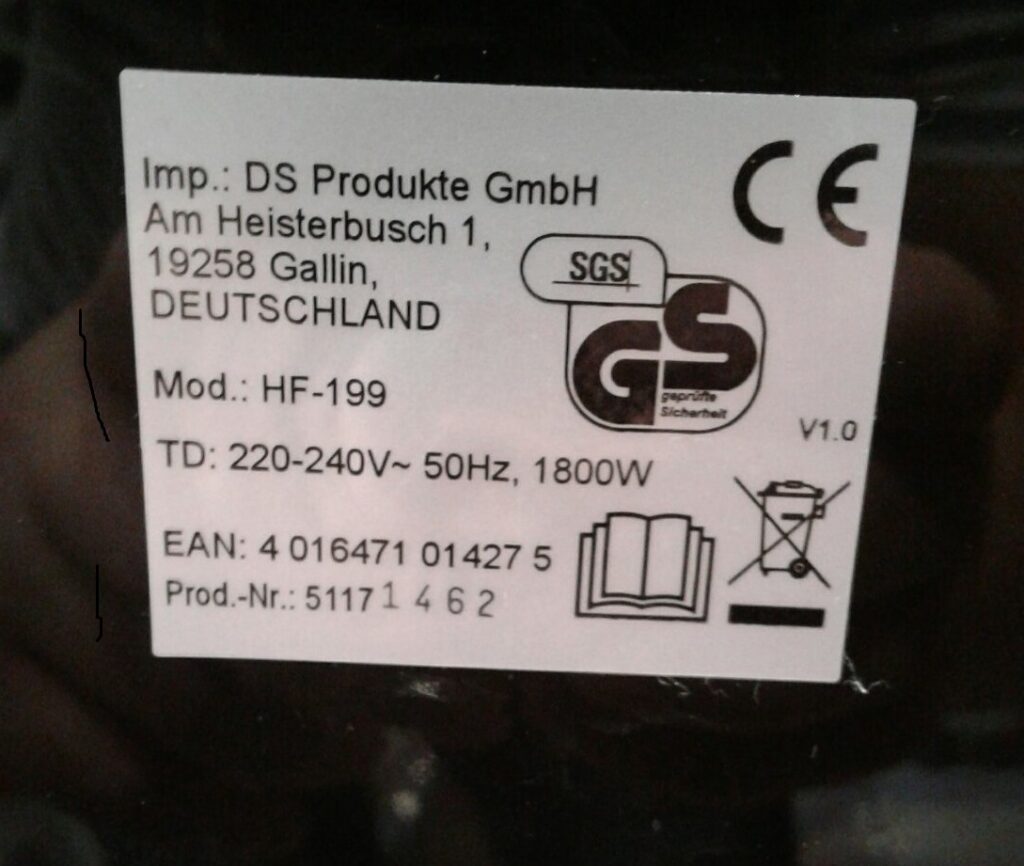 Imp.: DS Produkte GmbH
Am Heisterbusch 1,
19258 Gallin,
DEUTSCHLAND
CE
SGS
GS
geprüfte
Sicherheit
Mod.: HF-199
V1.0
TD: 220-240V~ 50Hz, 1800W
EAN: 4 016471 01427 5
Prod.-Nr.: 5117 1 4 6 2